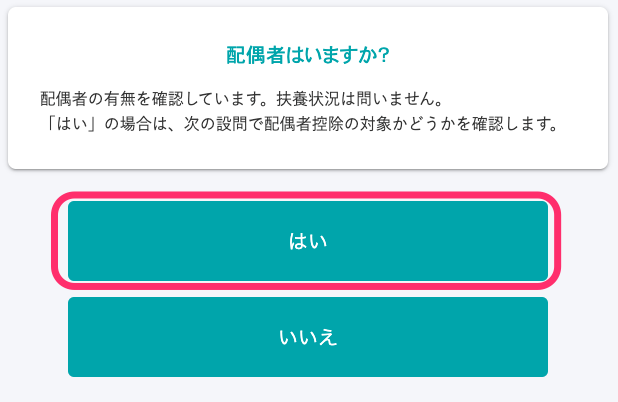 配偶者はいますか?
配偶者の有無を確認しています。扶養状況は問いません。
「はい」の場合は、次の設問で配偶者控除の対象かどうかを確認します。
はい
いいえ